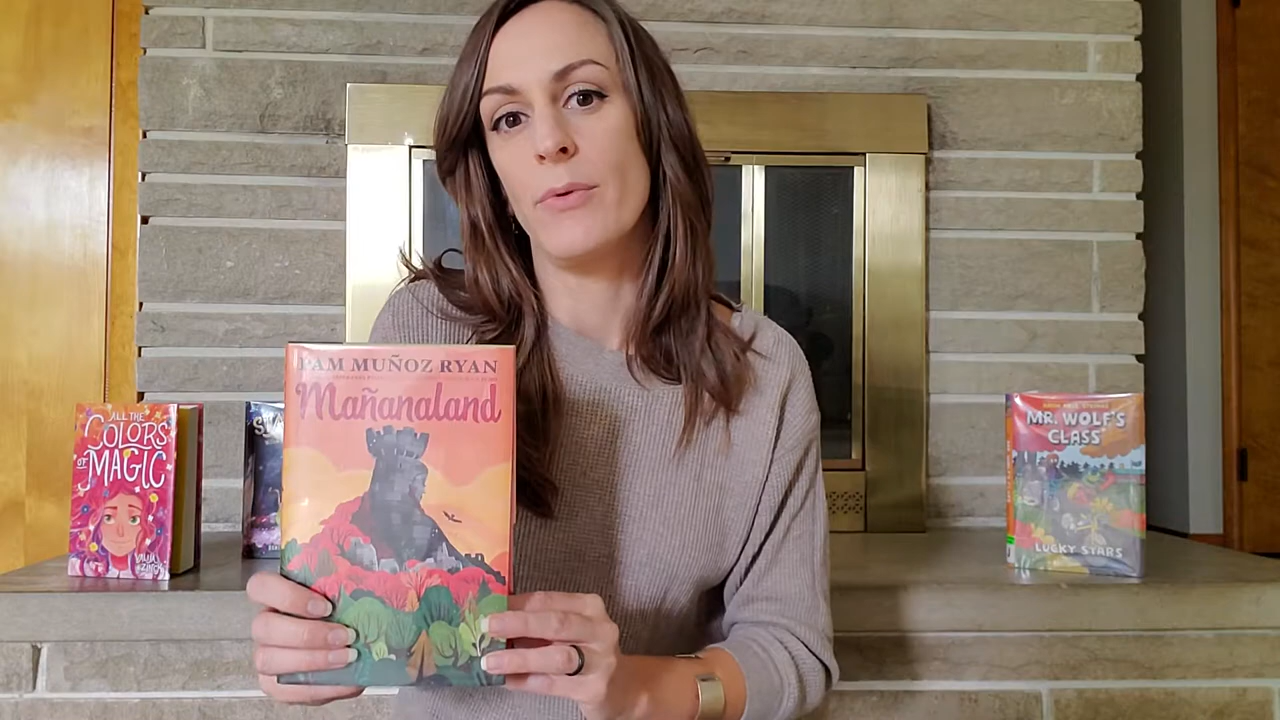 PAM MUÑOZ RYAN
Mañanaland
ALL THE
COLORS
OF
MAGIC
MR. WOLF'S
CLASS
LUCKY STARS